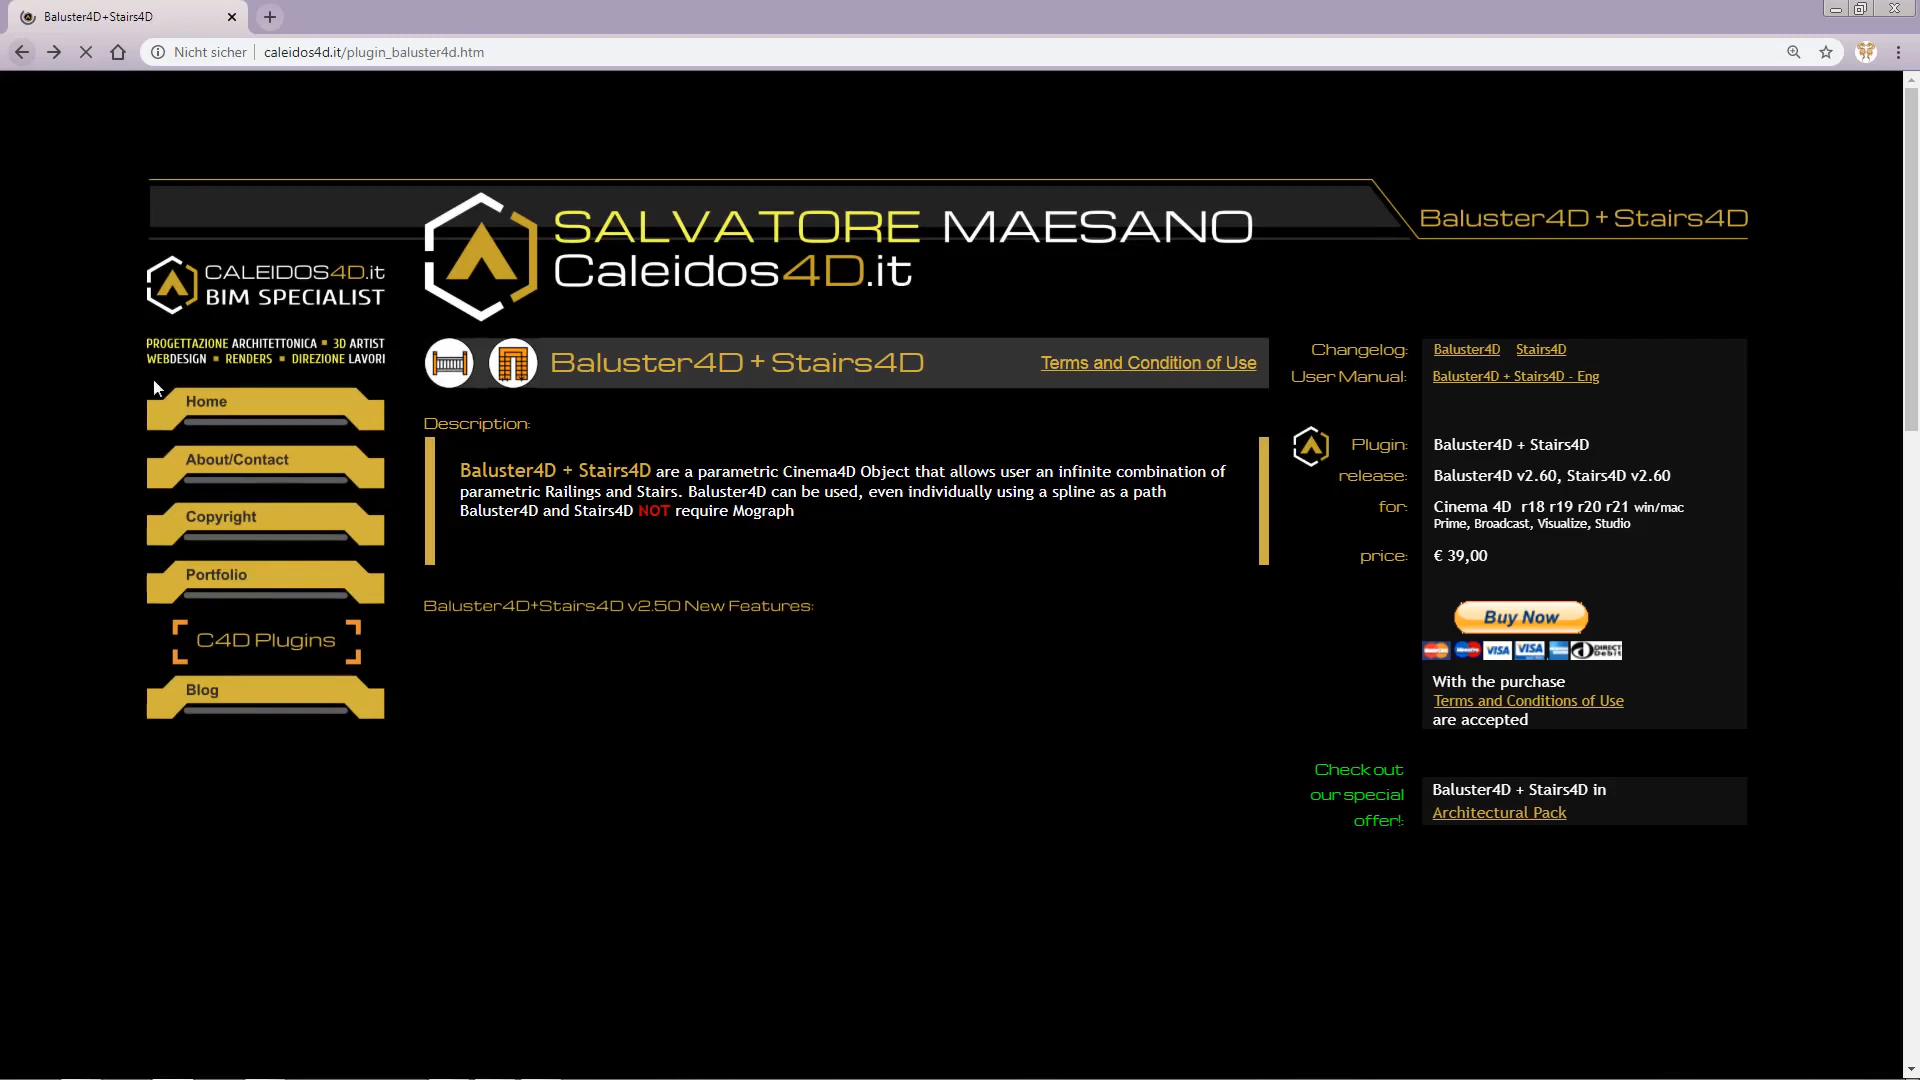 Baluster4D+Stairs4D
Nicht sicher
caleidos4d.it/plugin_baluster4d.htm
SALVATORE MAESANO
Caleidos4D.it
Baluster4D + Stairs4D
CALEIDOS4D.it
BIM SPECIALIST
PROGETTAZIONE ARCHITETTONICA ▪ 3D ARTIST
WEBDESIGN ▪ RENDERS ▪ DIREZIONE LAVORI
Home
About/Contact
Copyright
Portfolio
C4D Plugins
Blog
Baluster4D + Stairs4D
Terms and Condition of Use
Description:
Baluster4D + Stairs4D are a parametric Cinema4D Object that allows user an infinite combination of
parametric Railings and Stairs. Baluster4D can be used, even individually using a spline as a path
Baluster4D and Stairs4D NOT require Mograph
Baluster4D+Stairs4D v2.50 New Features:
Changelog: Baluster4D Stairs4D
User Manual: Baluster4D + Stairs4D - Eng
Plugin: Baluster4D + Stairs4D
release: Baluster4D v2.60, Stairs4D v2.60
for: Cinema 4D r18 r19 r20 r21 win/mac
Prime, Broadcast, Visualize, Studio
price: € 39,00
Buy Now
VISA VISA DIRECT Debit
With the purchase
Terms and Conditions of Use
are accepted
Check out
our special
offer!:
Baluster4D + Stairs4D in
Architectural Pack